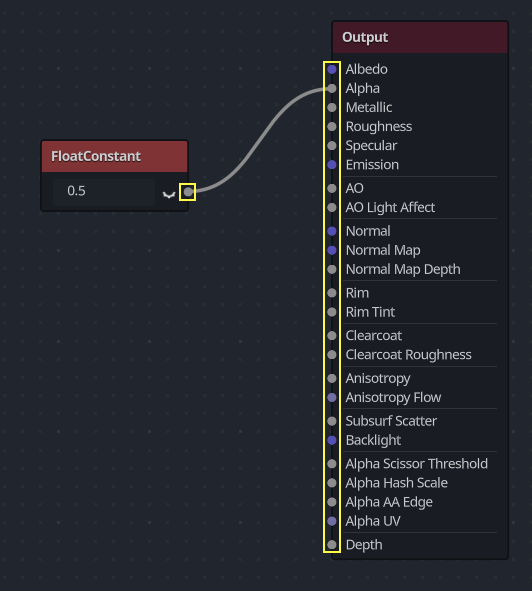 Output
Albedo
Alpha
Metallic
Roughness
Specular
Emission
AO
AO Light Affect
Normal
Normal Map
Normal Map Depth
Rim
Rim Tint
Clearcoat
Clearcoat Roughness
Anisotropy
Anisotropy Flow
Subsurf Scatter
Backlight
Alpha Scissor Threshold
Alpha Hash Scale
Alpha AA Edge
Alpha UV
Depth
FloatConstant
0.5